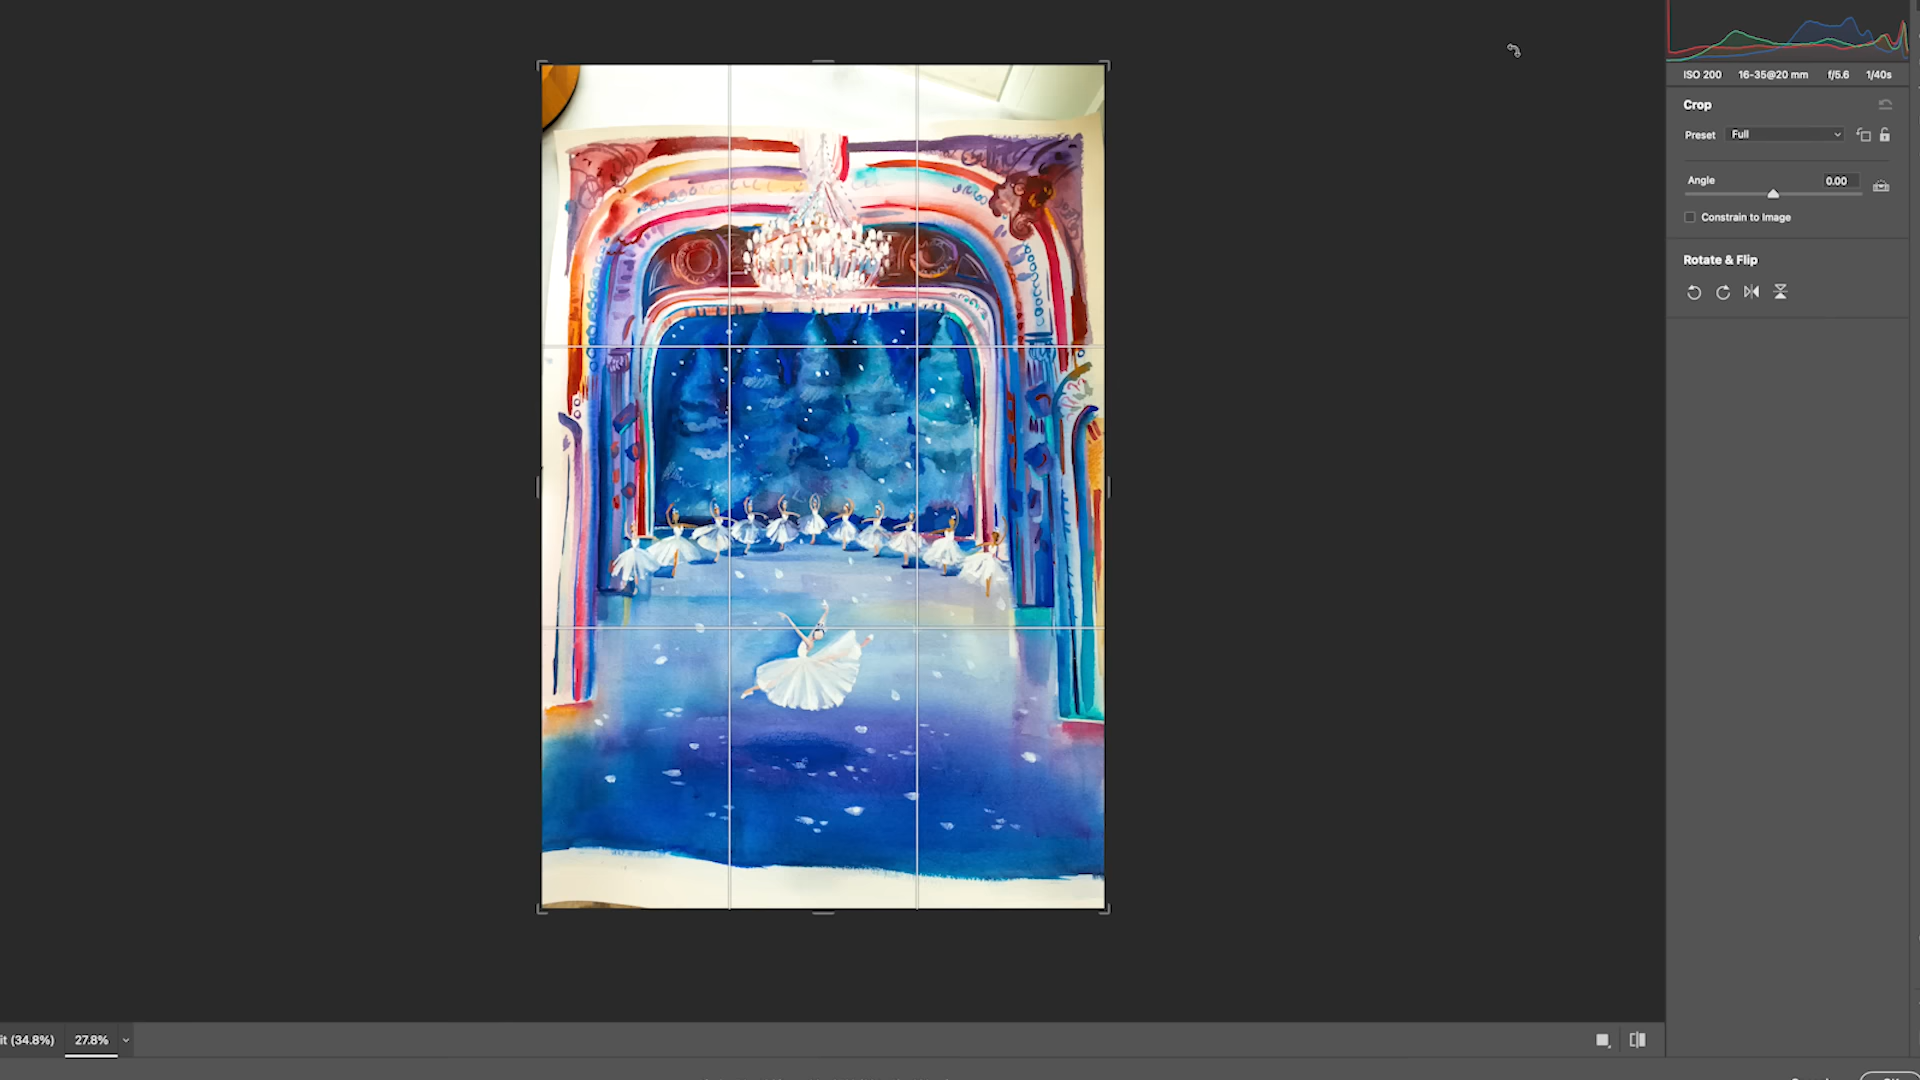 ISO 200 16-35@20 mm f/5.6 1/40s
Crop
Preset Full
Angle 0.00
Constrain to Image
Rotate & Flip
it (34.8%) 27.8%